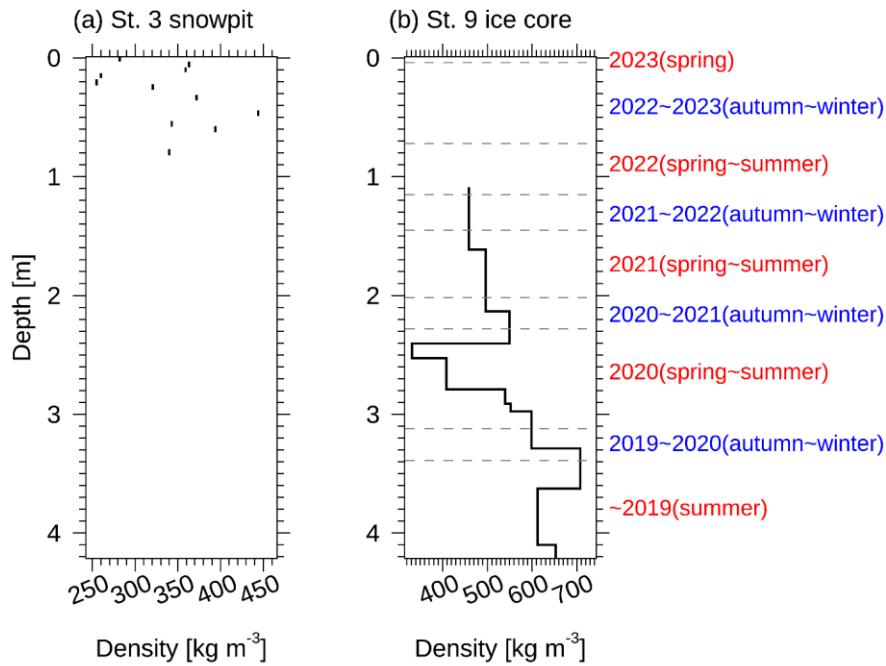 (a) St. 3 snowpit
(b) St. 9 ice core
0
1
2
3
4
Depth [m]
250
300
350
400
450
Density [kg m-3]
0
1
2
3
4
400
500
600
700
Density [kg m-3]
2023(spring)
2022~2023(autumn~winter)
2022(spring~summer)
2021~2022(autumn~winter)
2021(spring~summer)
2020~2021(autumn~winter)
2020(spring~summer)
2019~2020(autumn~winter)
~2019(summer)